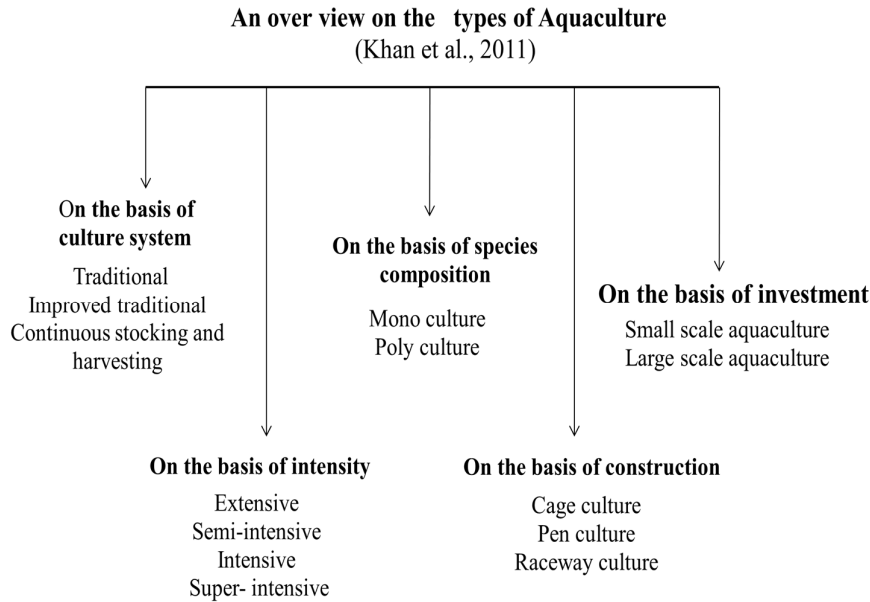 An over view on the types of Aquaculture
(Khan et al., 2011)
On the basis of
culture system
Traditional
Improved traditional
Continuous stocking and
harvesting
On the basis of species
composition
Mono culture
Poly culture
On the basis of investment
Small scale aquaculture
Large scale aquaculture
On the basis of intensity
Extensive
Semi-intensive
Intensive
Super- intensive
On the basis of construction
Cage culture
Pen culture
Raceway culture